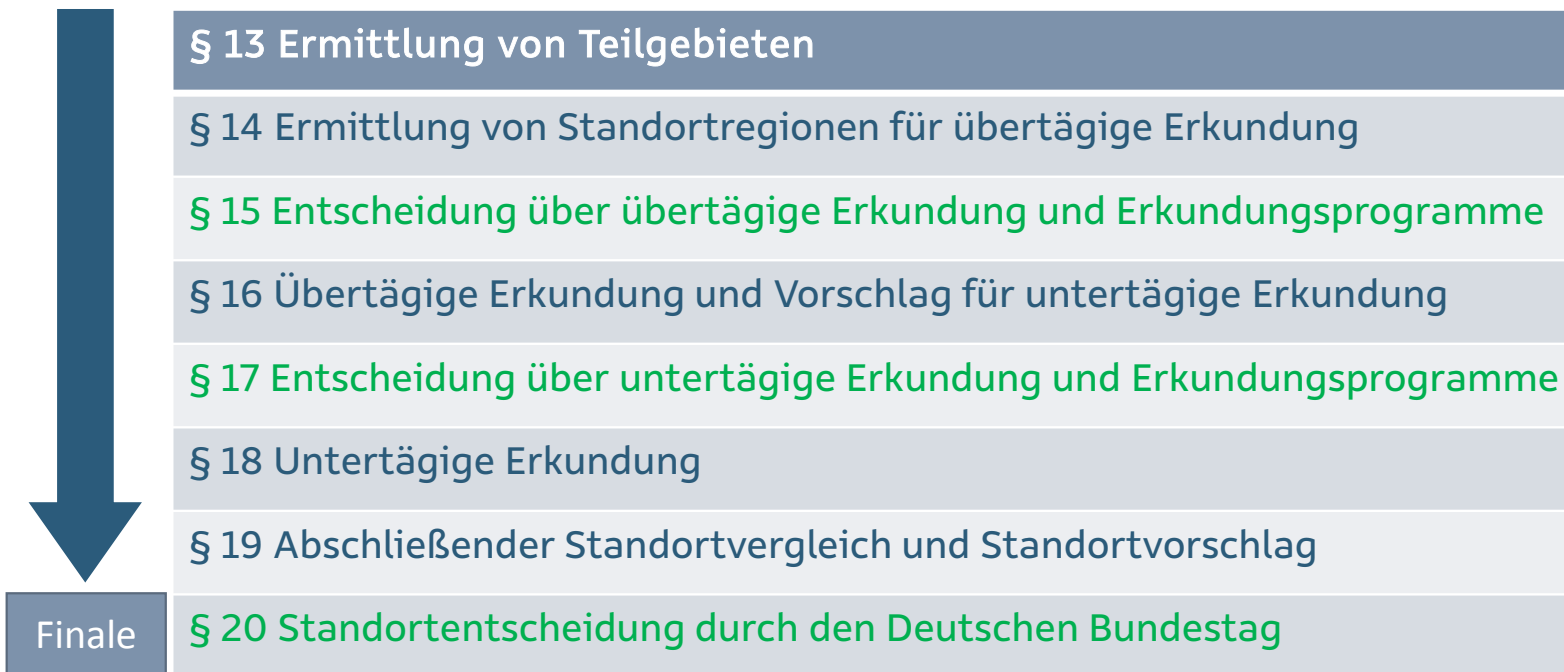 § 13 Ermittlung von Teilgebieten
§ 14 Ermittlung von Standortregionen für übertägige Erkundung
§ 15 Entscheidung über übertägige Erkundung und Erkundungsprogramme
§ 16 Übertägige Erkundung und Vorschlag für untertägige Erkundung
§ 17 Entscheidung über untertägige Erkundung und Erkundungsprogramme
§ 18 Untertägige Erkundung
§ 19 Abschließender Standortvergleich und Standortvorschlag
Finale
§ 20 Standortentscheidung durch den Deutschen Bundestag